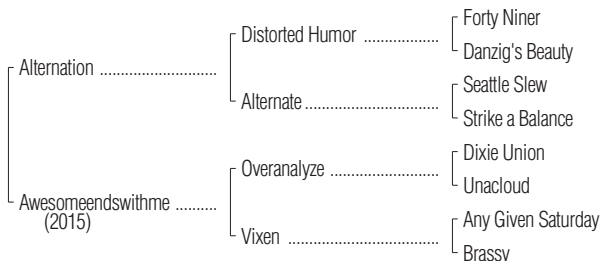 Forty Niner
Distorted Humor ..................
Danzig's Beauty
Alternation ............................
Seattle Slew
Alternate ................................
Strike a Balance
Dixie Union
Overanalyze ..........................
Unacloud
Awesomeendswithme ..........
(2015)
Any Given Saturday
Vixen ....................................
Brassy